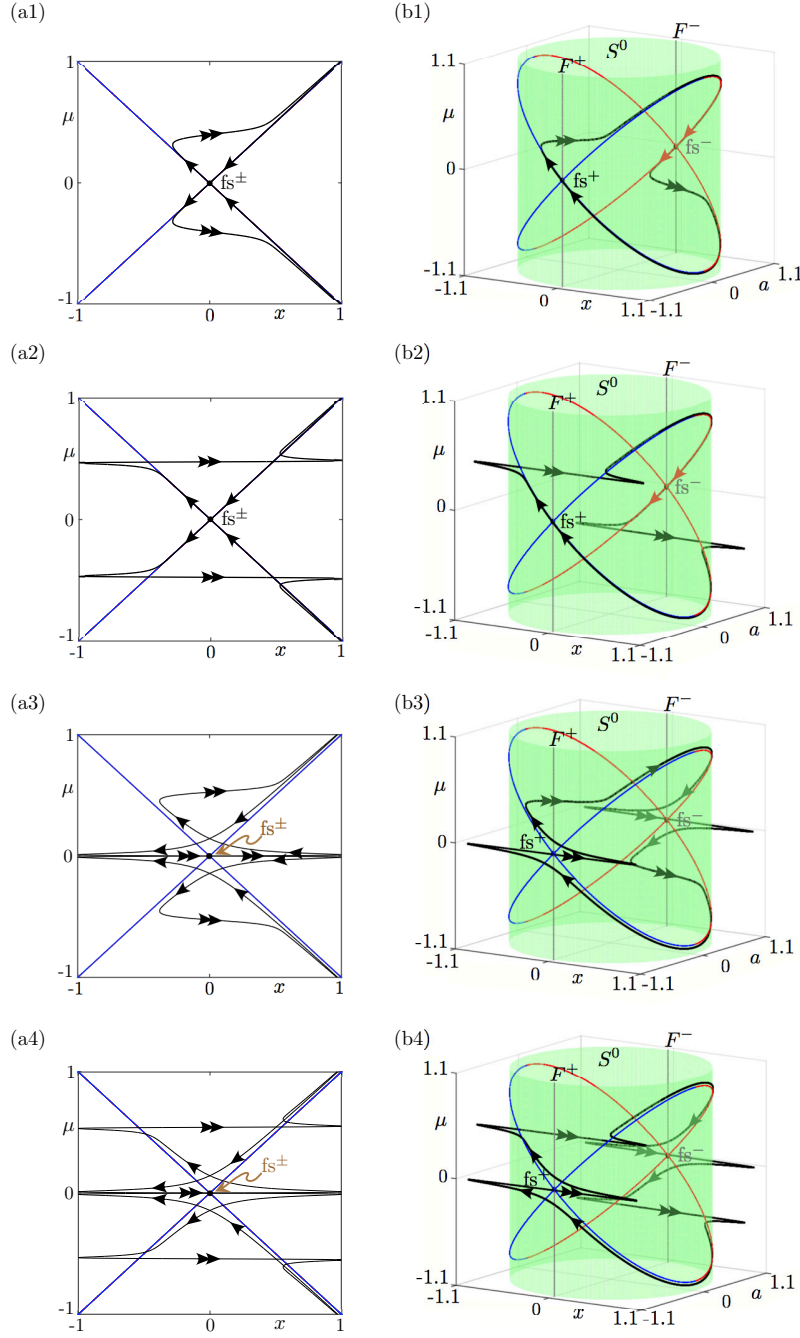 (a1)
1
μ
0
-1
-1
0
x
1
fs±
(b1)
1.1
μ
0
-1.1
-1.1
0
x
1.1
-1.1
0
a
1.1
F+
S0
F−
fs+
fs−
(a2)
1
μ
0
-1
-1
0
x
1
fs±
(b2)
1.1
μ
0
-1.1
-1.1
0
x
1.1
-1.1
0
a
1.1
F+
S0
F−
fs+
fs−
(a3)
1
μ
0
-1
-1
0
x
1
fs±
(b3)
1.1
μ
0
-1.1
-1.1
0
x
1.1
-1.1
0
a
1.1
F+
S0
F−
fs+
fs−
(a4)
1
μ
0
-1
-1
0
x
1
fs±
(b4)
1.1
μ
0
-1.1
-1.1
0
x
1.1
-1.1
0
a
1.1
F+
S0
F−
fs+
fs−